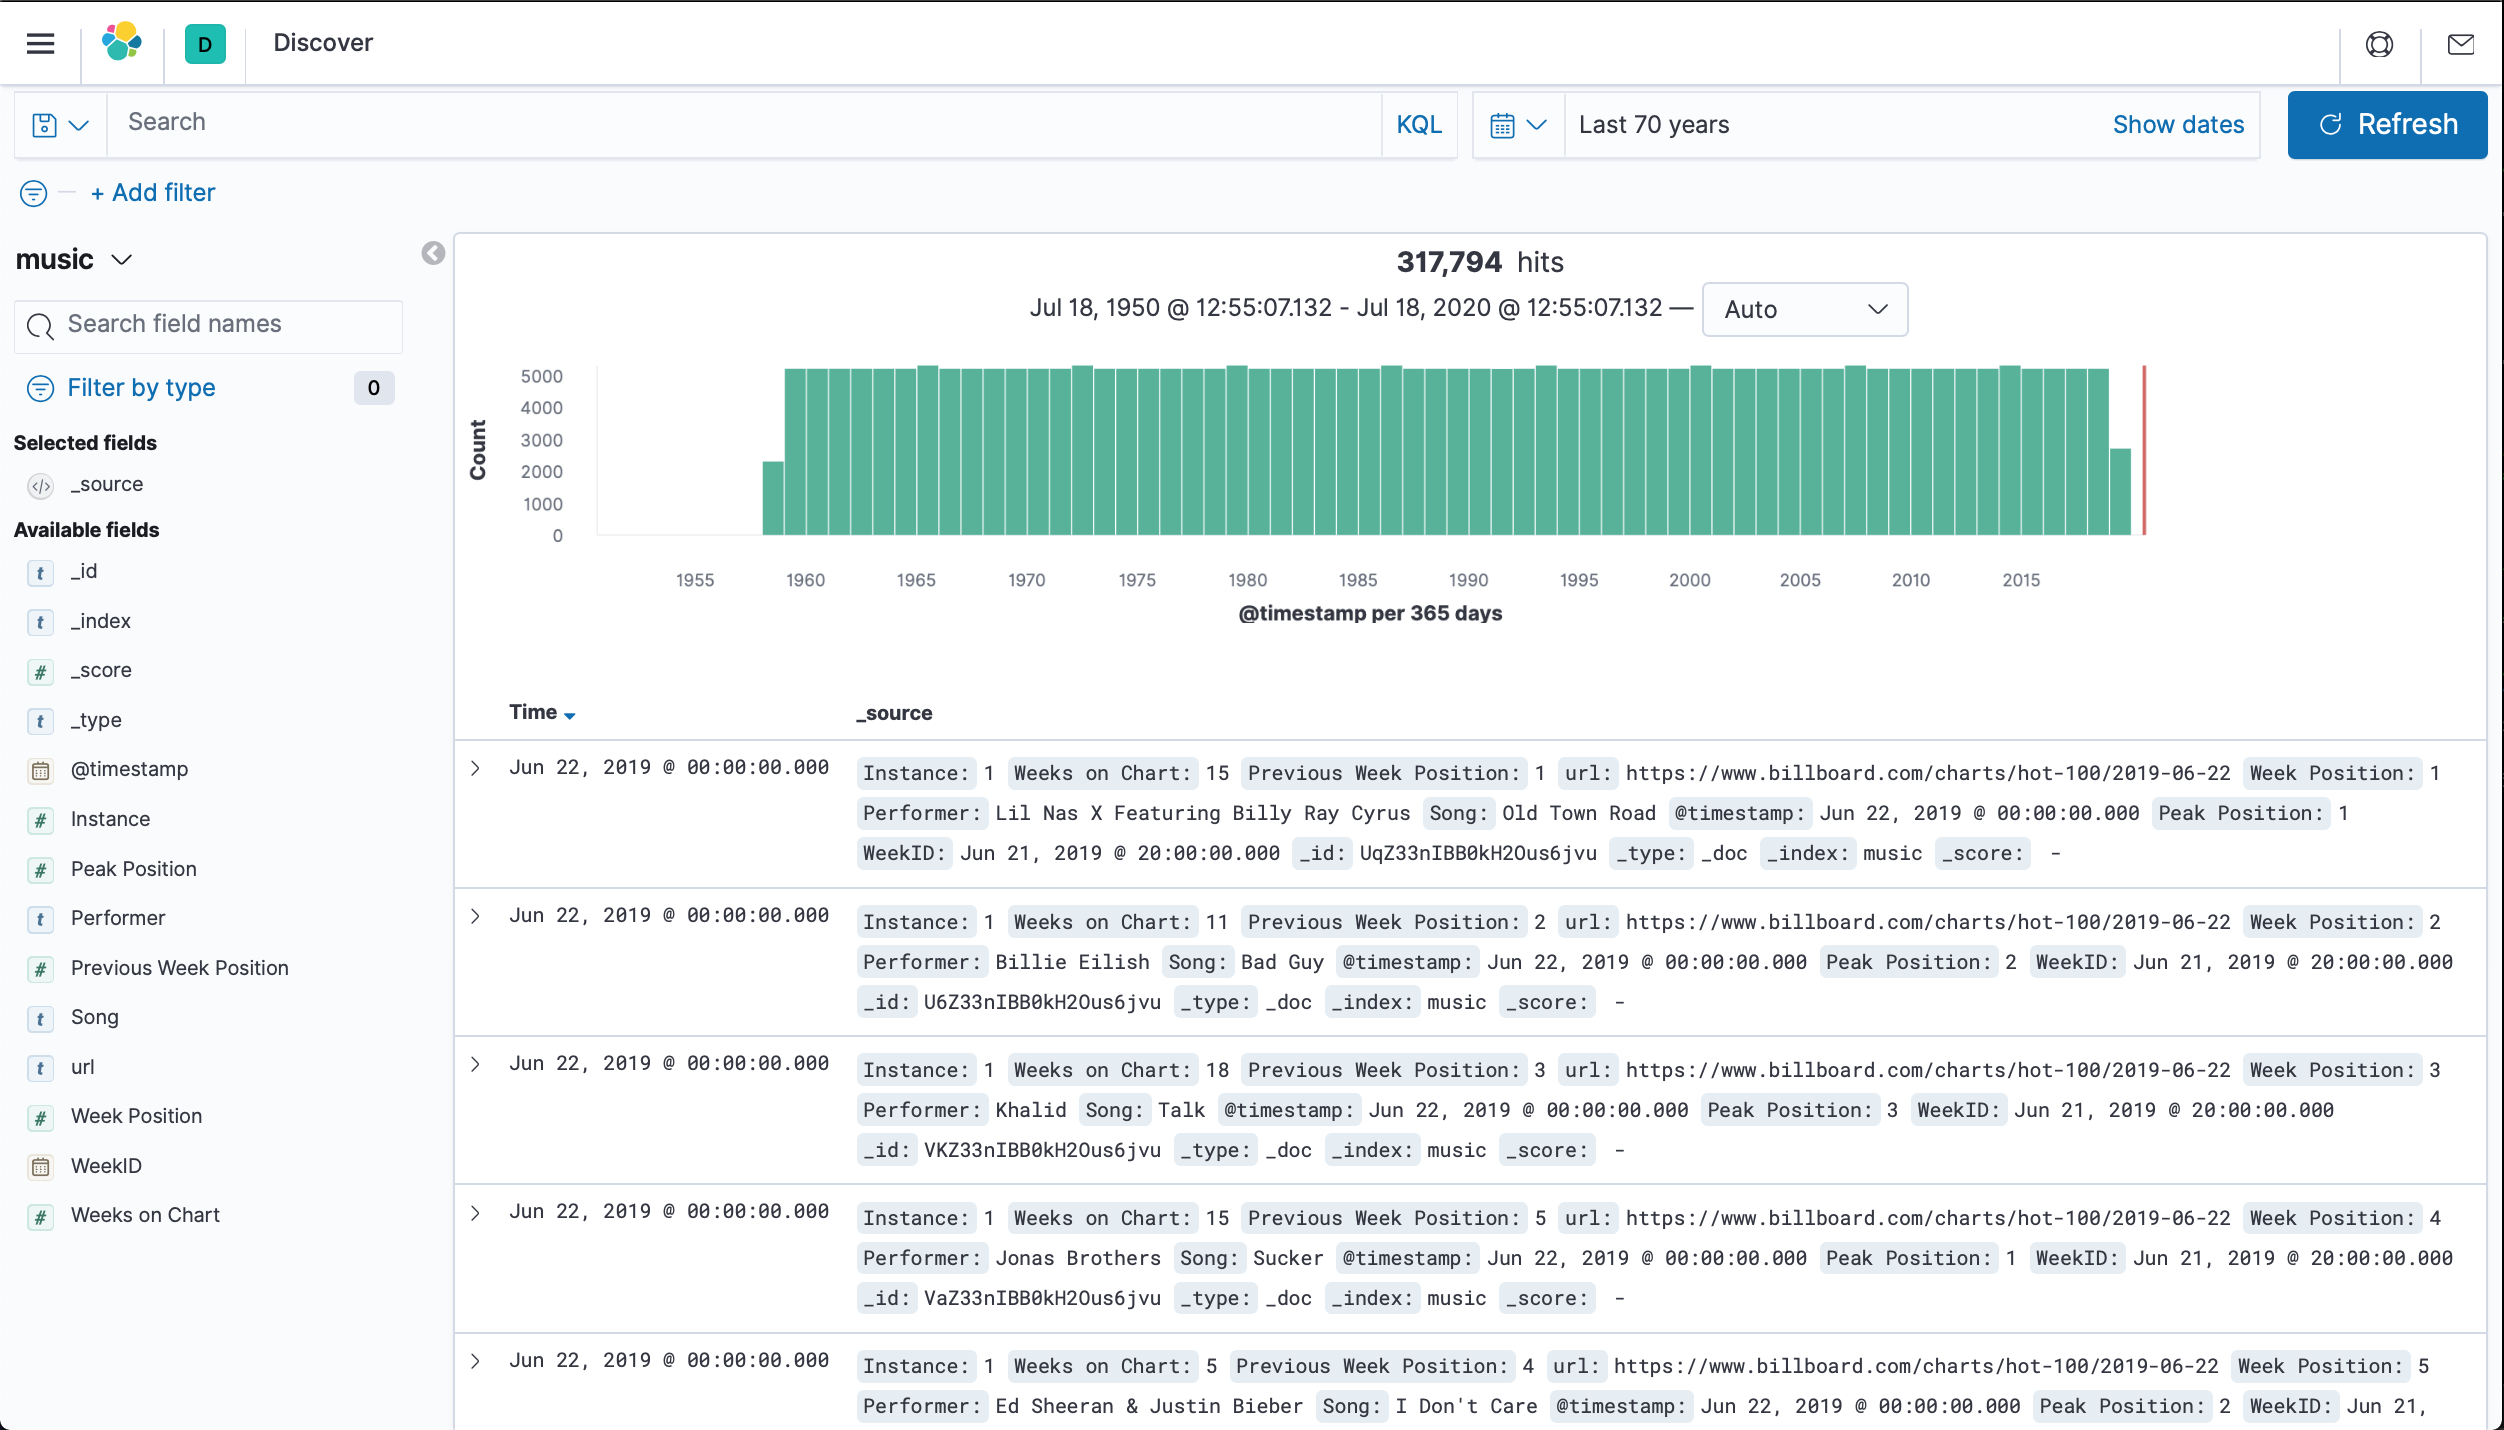 D Discover
Search KQL Last 70 years Show dates Refresh
+ Add filter
music
Search field names
Filter by type 0
Selected fields
_source
Available fields
t _id
t _index
# _score
t _type
@timestamp
# Instance
# Peak Position
t Performer
# Previous Week Position
t Song
t url
# Week Position
WeekID
# Weeks on Chart
317,794 hits
Jul 18, 1950 @ 12:55:07.132 - Jul 18, 2020 @ 12:55:07.132 — Auto
Count
5000
4000
3000
2000
1000
0
1955 1960 1965 1970 1975 1980 1985 1990 1995 2000 2005 2010 2015
@timestamp per 365 days
Time _source
Jun 22, 2019 @ 00:00:00.000 Instance: 1 Weeks on Chart: 15 Previous Week Position: 1 url: https://www.billboard.com/charts/hot-100/2019-06-22 Week Position: 1
Performer: Lil Nas X Featuring Billy Ray Cyrus Song: Old Town Road @timestamp: Jun 22, 2019 @ 00:00:00.000 Peak Position: 1
WeekID: Jun 21, 2019 @ 20:00:00.000 _id: UqZ33nIBB0kH2Ous6jvu _type: _doc _index: music _score: -
Jun 22, 2019 @ 00:00:00.000 Instance: 1 Weeks on Chart: 11 Previous Week Position: 2 url: https://www.billboard.com/charts/hot-100/2019-06-22 Week Position: 2
Performer: Billie Eilish Song: Bad Guy @timestamp: Jun 22, 2019 @ 00:00:00.000 Peak Position: 2 WeekID: Jun 21, 2019 @ 20:00:00.000
_id: U6Z33nIBB0kH2Ous6jvu _type: _doc _index: music _score: -
Jun 22, 2019 @ 00:00:00.000 Instance: 1 Weeks on Chart: 18 Previous Week Position: 3 url: https://www.billboard.com/charts/hot-100/2019-06-22 Week Position: 3
Performer: Khalid Song: Talk @timestamp: Jun 22, 2019 @ 00:00:00.000 Peak Position: 3 WeekID: Jun 21, 2019 @ 20:00:00.000
_id: VKZ33nIBB0kH2Ous6jvu _type: _doc _index: music _score: -
Jun 22, 2019 @ 00:00:00.000 Instance: 1 Weeks on Chart: 15 Previous Week Position: 5 url: https://www.billboard.com/charts/hot-100/2019-06-22 Week Position: 4
Performer: Jonas Brothers Song: Sucker @timestamp: Jun 22, 2019 @ 00:00:00.000 Peak Position: 1 WeekID: Jun 21, 2019 @ 20:00:00.000
_id: VaZ33nIBB0kH2Ous6jvu _type: _doc _index: music _score: -
Jun 22, 2019 @ 00:00:00.000 Instance: 1 Weeks on Chart: 5 Previous Week Position: 4 url: https://www.billboard.com/charts/hot-100/2019-06-22 Week Position: 5
Performer: Ed Sheeran & Justin Bieber Song: I Don't Care @timestamp: Jun 22, 2019 @ 00:00:00.000 Peak Position: 2 WeekID: Jun 21,